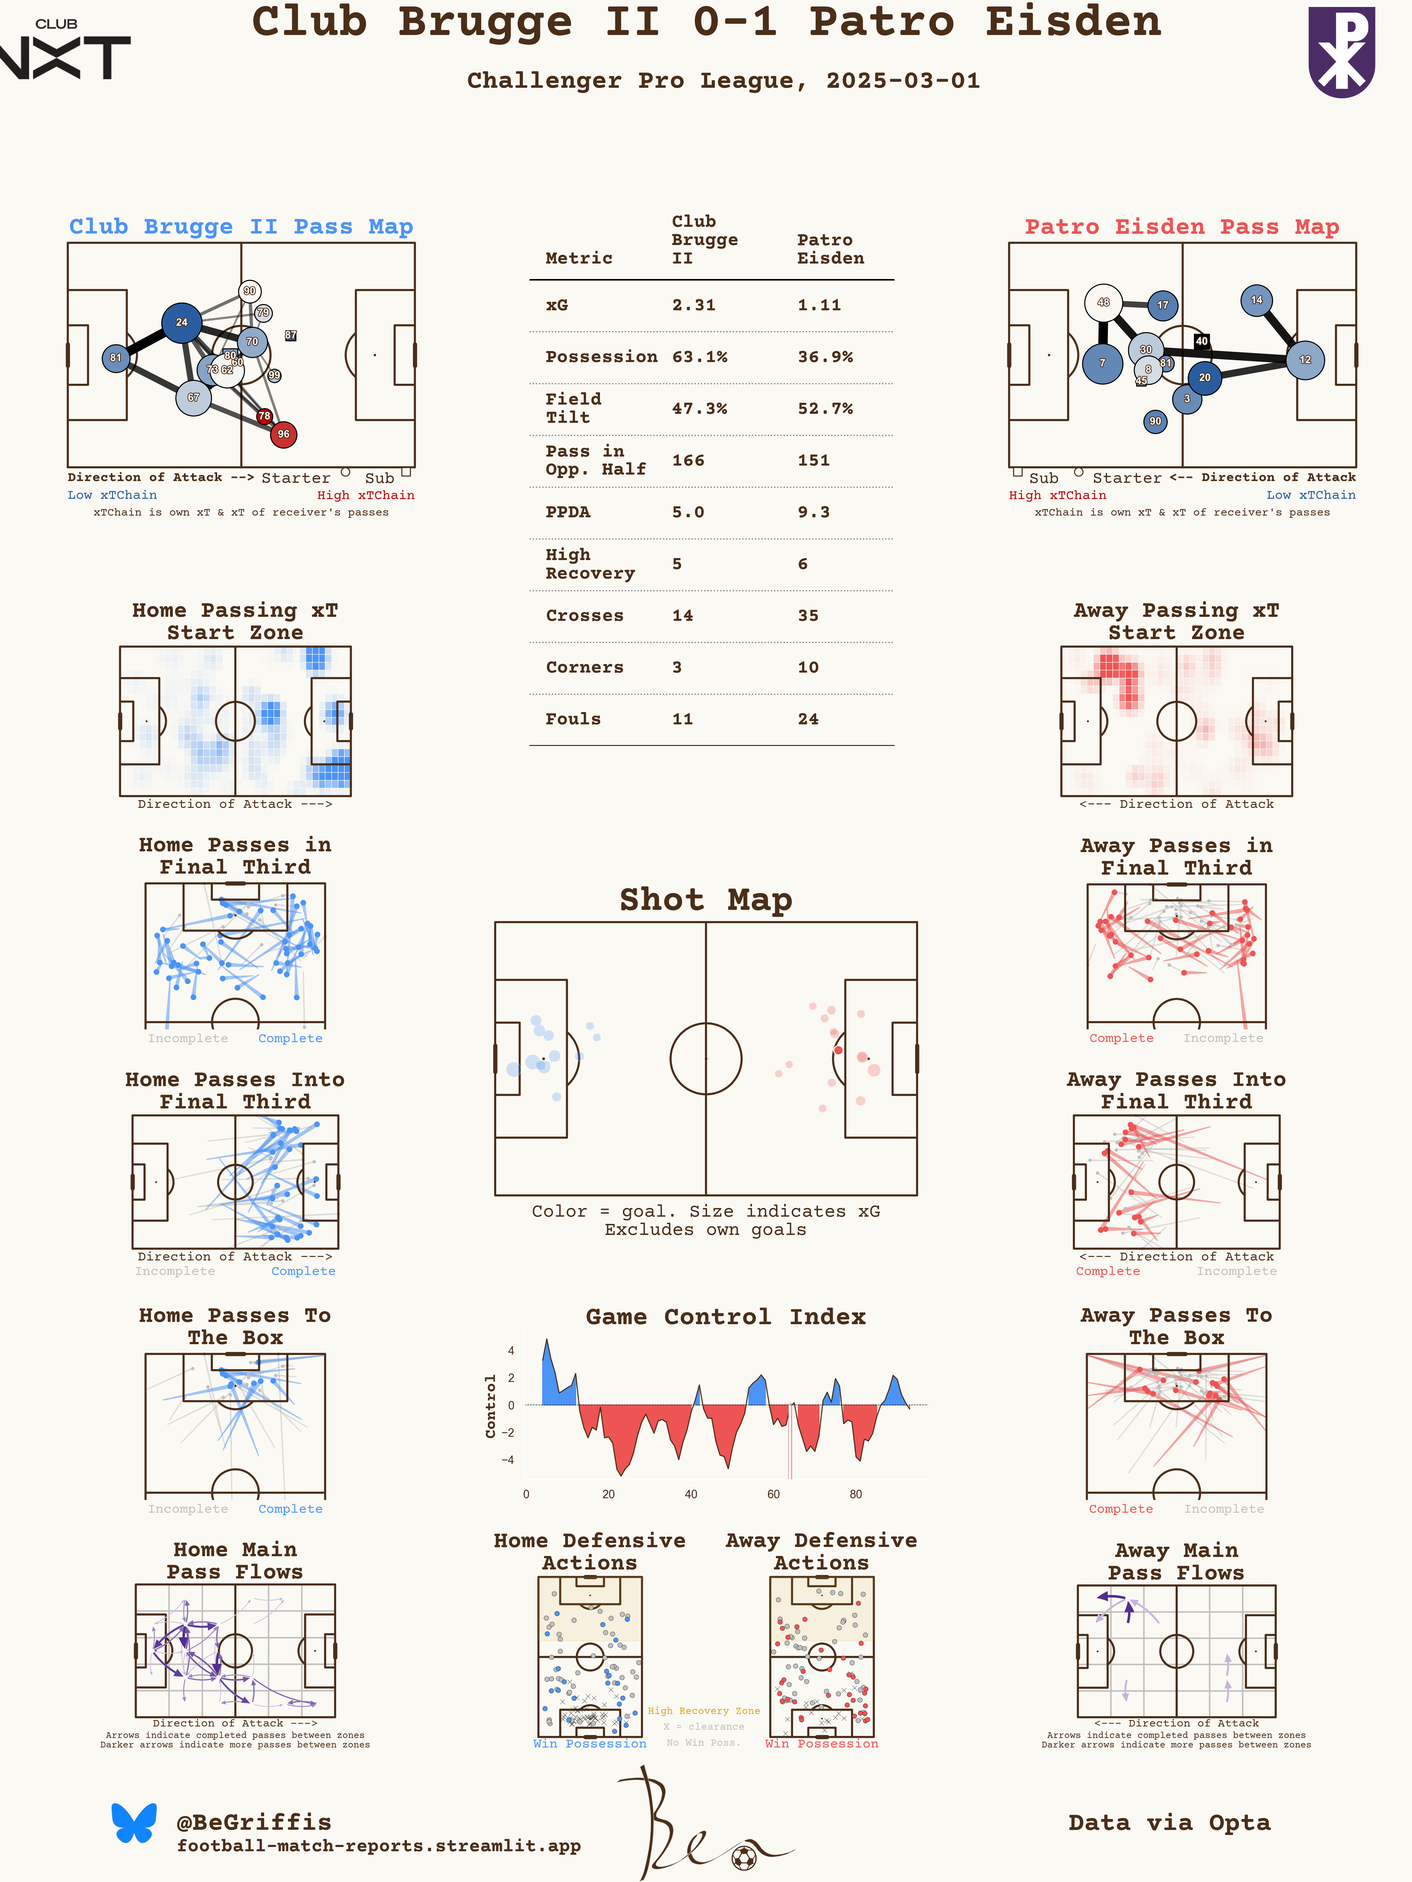 Club Brugge II 0-1 Patro Eisden
CLUB
NXT
Challenger Pro League, 2025-03-01
Club Brugge II Pass Map
90
79
24
87
70
81
80
60
73
62
99
67
78
96
Direction of Attack --> Starter Sub
Low xTChain High xTChain
xTChain is own xT & xT of receiver's passes
Metric Club Brugge II Patro Eisden
xG 2.31 1.11
Possession 63.1% 36.9%
Field Tilt 47.3% 52.7%
Pass in Opp. Half 166 151
PPDA 5.0 9.3
High Recovery 5 6
Crosses 14 35
Corners 3 10
Fouls 11 24
Patro Eisden Pass Map
48
17
14
40
30
7
81
8
12
45
20
3
90
Sub Starter <-- Direction of Attack
High xTChain Low xTChain
xTChain is own xT & xT of receiver's passes
Home Passing xT
Start Zone
Direction of Attack --->
Away Passing xT
Start Zone
<--- Direction of Attack
Home Passes in
Final Third
Incomplete Complete
Away Passes in
Final Third
Complete Incomplete
Shot Map
Color = goal. Size indicates xG
Excludes own goals
Home Passes Into
Final Third
Direction of Attack --->
Incomplete Complete
Away Passes Into
Final Third
<--- Direction of Attack
Complete Incomplete
Home Passes To
The Box
Incomplete Complete
Game Control Index
Control
4
2
0
−2
−4
0 20 40 60 80
Away Passes To
The Box
Complete Incomplete
Home Main
Pass Flows
Direction of Attack --->
Arrows indicate completed passes between zones
Darker arrows indicate more passes between zones
Home Defensive
Actions
Win Possession
Away Defensive
Actions
Win Possession
High Recovery Zone
X = clearance
No Win Poss.
Away Main
Pass Flows
<--- Direction of Attack
Arrows indicate completed passes between zones
Darker arrows indicate more passes between zones
@BeGriffis
football-match-reports.streamlit.app
Ben
Data via Opta